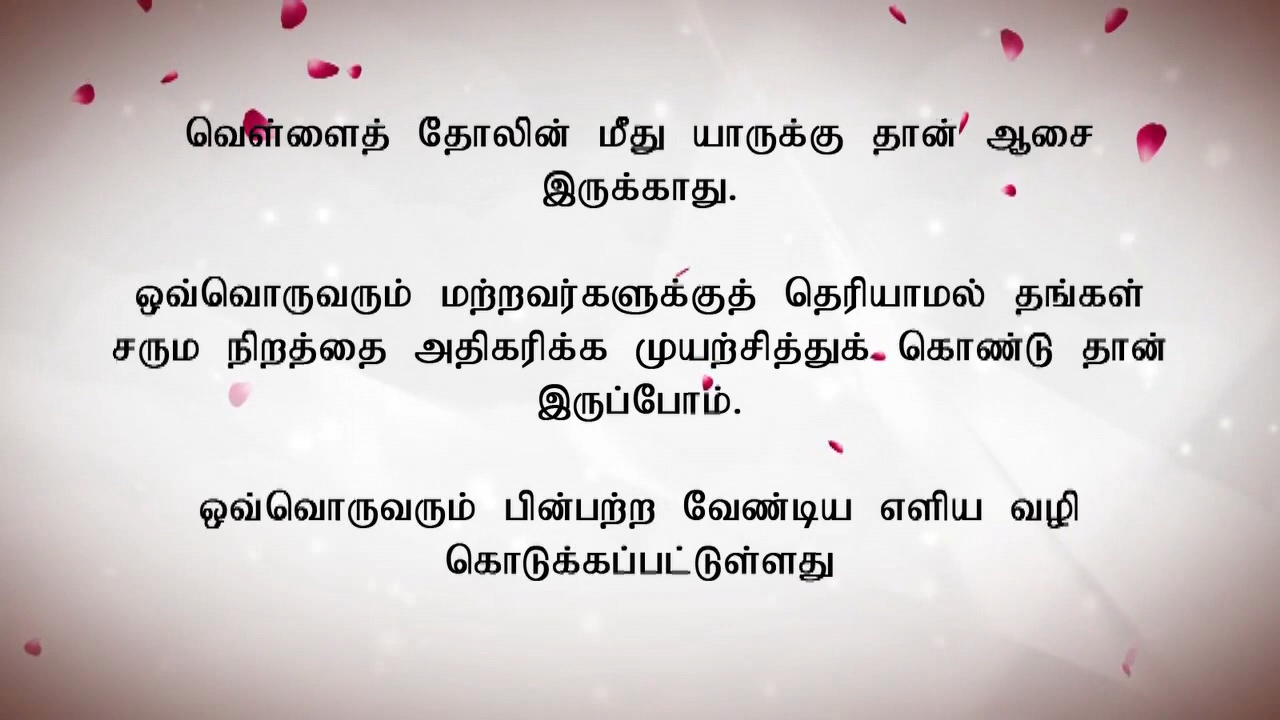 வெள்ளைத் தோலின் மீது யாருக்கு தான் ஆசை
இருக்காது.
ஒவ்வொருவரும் மற்றவர்களுக்குத் தெரியாமல் தங்கள்
சரும நிறத்தை அதிகரிக்க முயற்சித்துக் கொண்டு தான்
இருப்போம்.
ஒவ்வொருவரும் பின்பற்ற வேண்டிய எளிய வழி
கொடுக்கப்பட்டுள்ளது